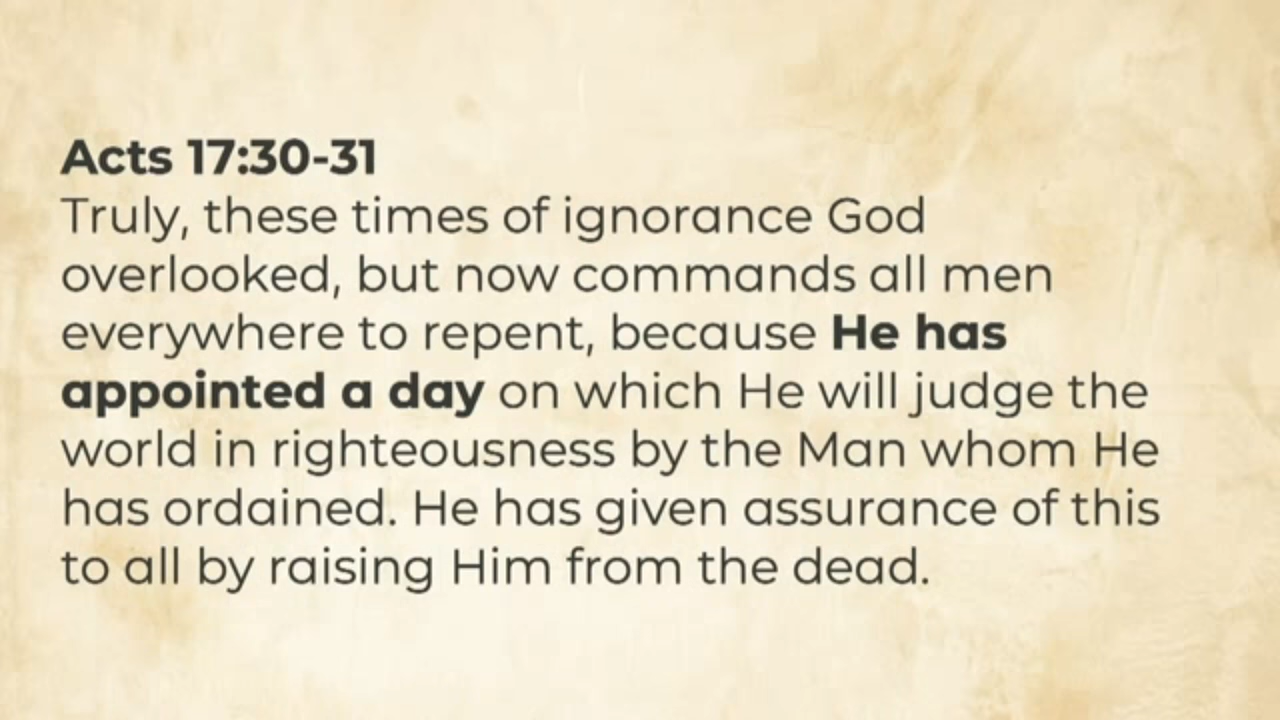 Acts 17:30-31
Truly, these times of ignorance God
overlooked, but now commands all men
everywhere to repent, because He has
appointed a day on which He will judge the
world in righteousness by the Man whom He
has ordained. He has given assurance of this
to all by raising Him from the dead.